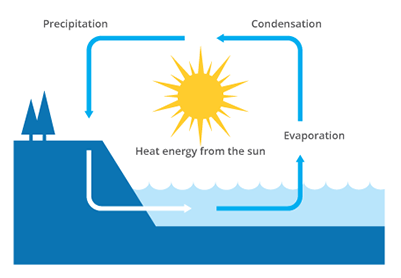 Precipitation
Condensation
Evaporation
Heat energy from the sun